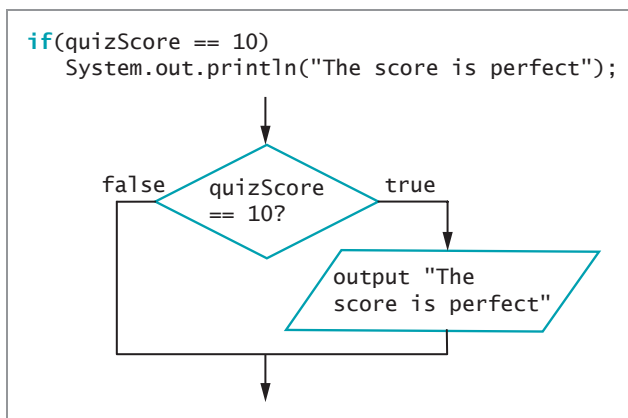 if(quizScore == 10)
System.out.println("The score is perfect");
false
quizScore
== 10?
true
output "The
score is perfect"